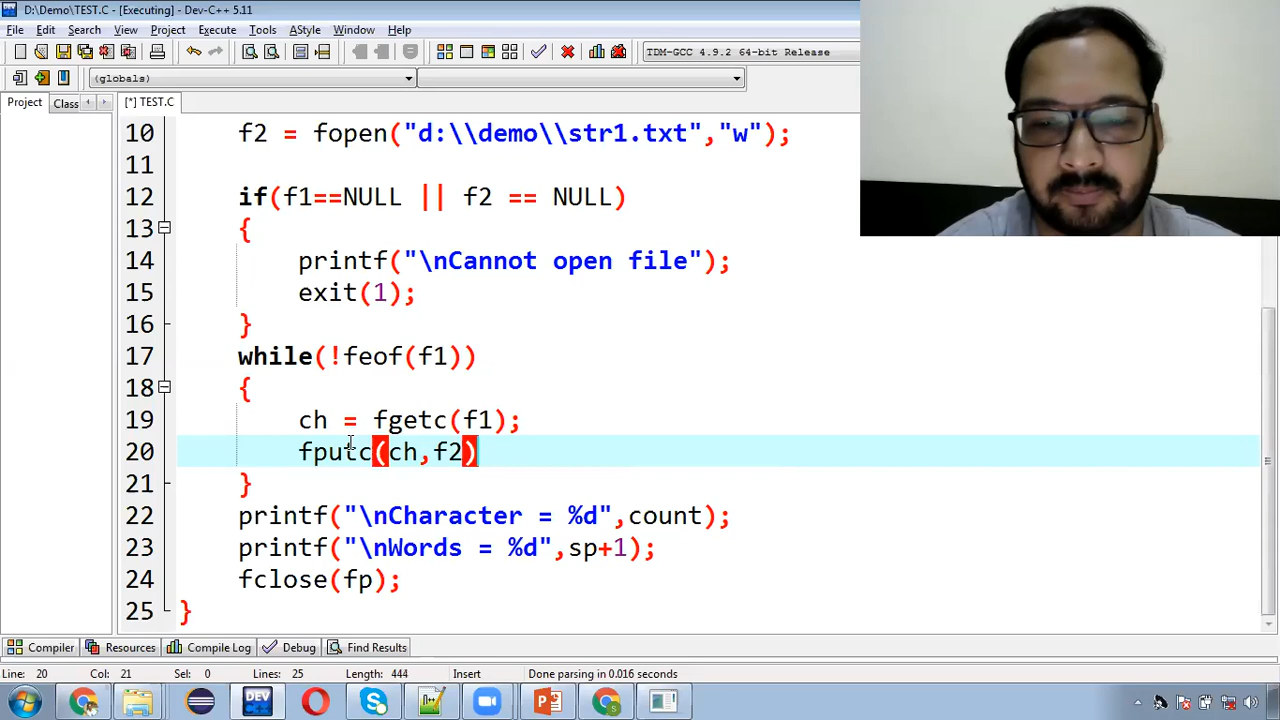 D:\Demo\TEST.C - [Executing] - Dev-C++ 5.11
File Edit Search View Project Execute Tools AStyle Window Help
TDM-GCC 4.9.2 64-bit Release
(globals)
Project Class [*] TEST.C
10 f2 = fopen("d:\\demo\\str1.txt","w");
11
12 if(f1==NULL || f2 == NULL)
13 {
14 printf("\nCannot open file");
15 exit(1);
16 }
17 while(!feof(f1))
18 {
19 ch = fgetc(f1);
20 fputc(ch,f2)
21 }
22 printf("\nCharacter = %d",count);
23 printf("\nWords = %d",sp+1);
24 fclose(fp);
25 }
Compiler Resources Compile Log Debug Find Results
Line: 20 Col: 21 Sel: 0 Lines: 25 Length: 444 Insert Done parsing in 0.016 seconds
DEV